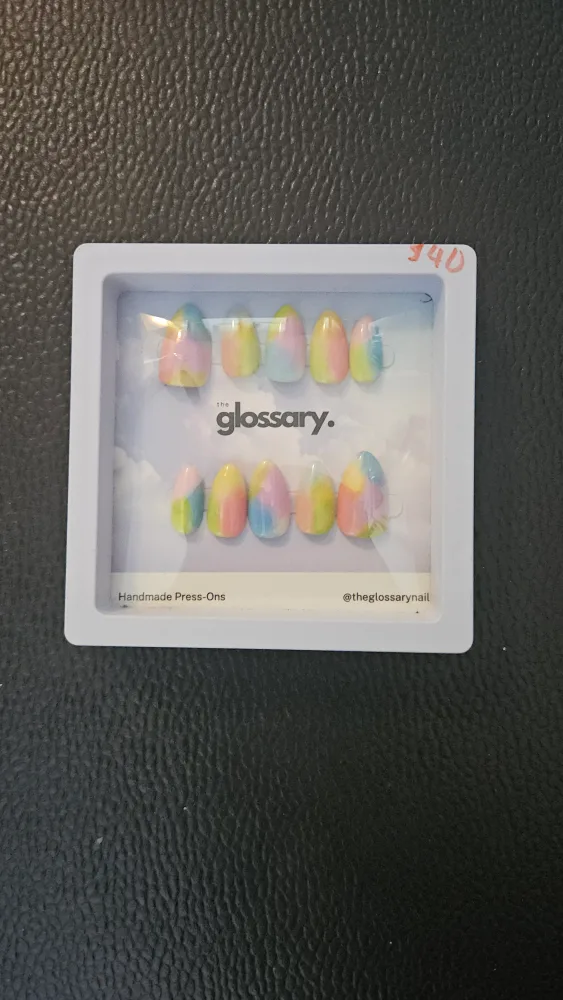 $40
the
glossary.
Handmade Press-Ons
@theglossarynail